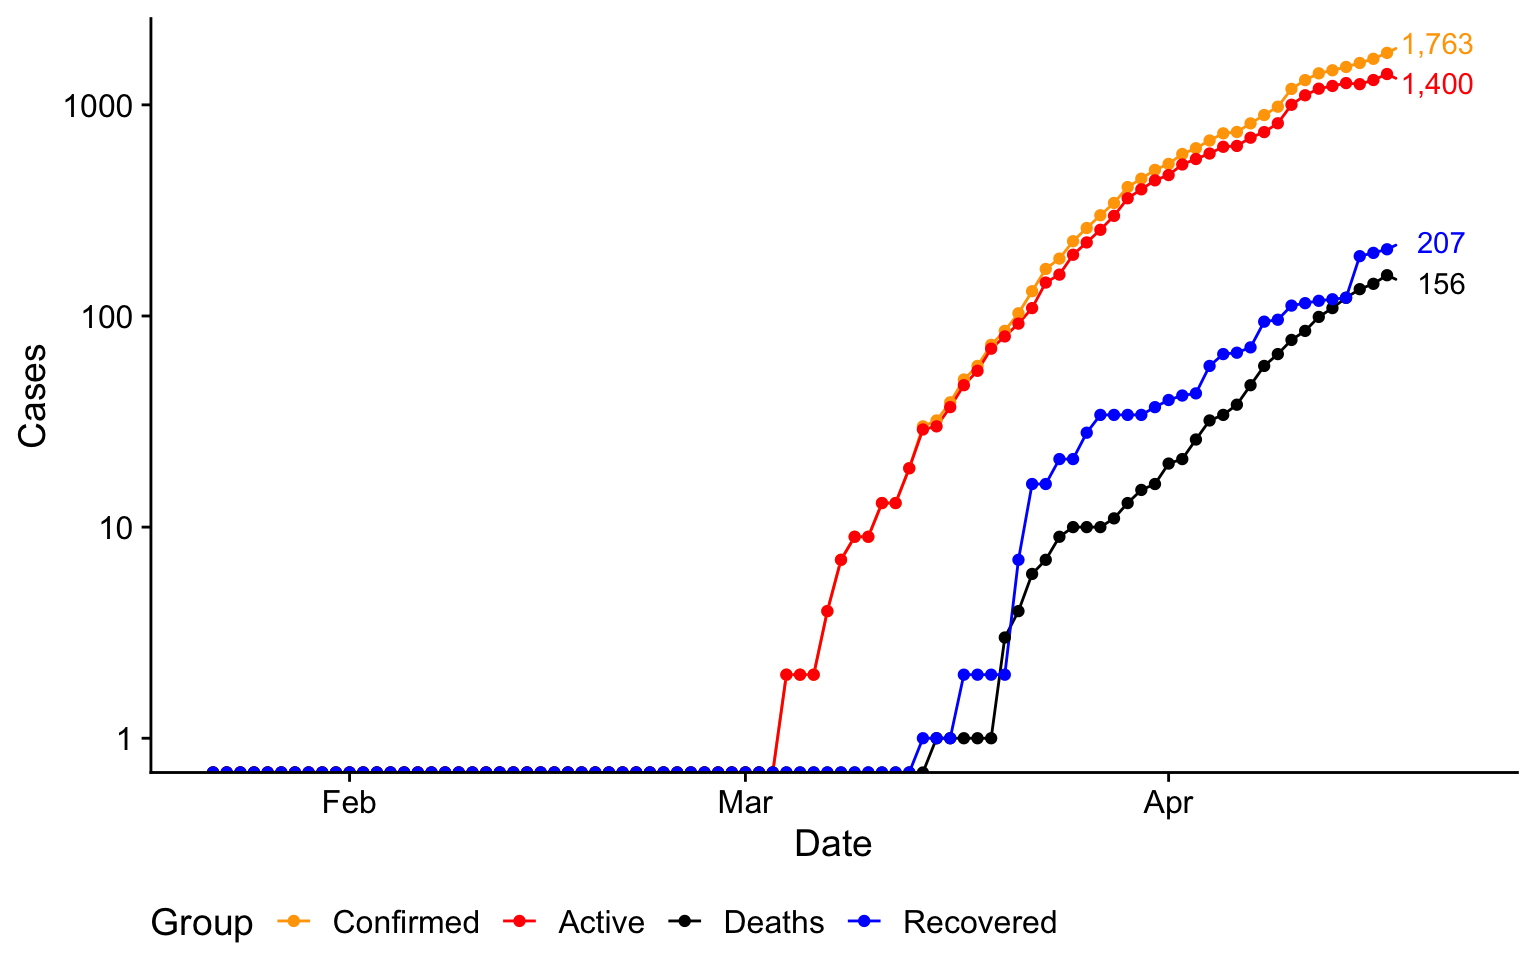 1,763
1,400
207
156
1000
100
10
1
Cases
Feb Mar Apr
Date
Group Confirmed Active Deaths Recovered